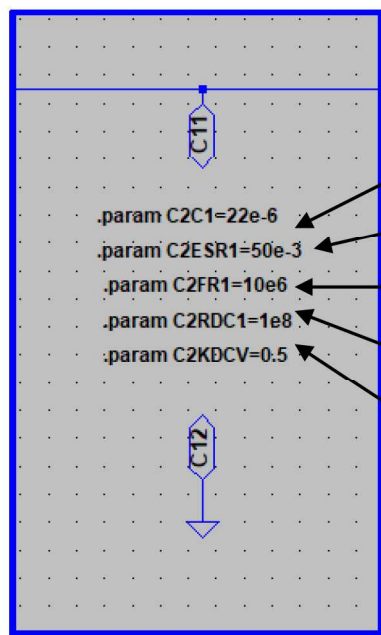 C11
.param C2C1=22e-6
.param C2ESR1=50e-3
.param C2FR1=10e6
.param C2RDC1=1e8
.param C2KDCV=0.5
C12